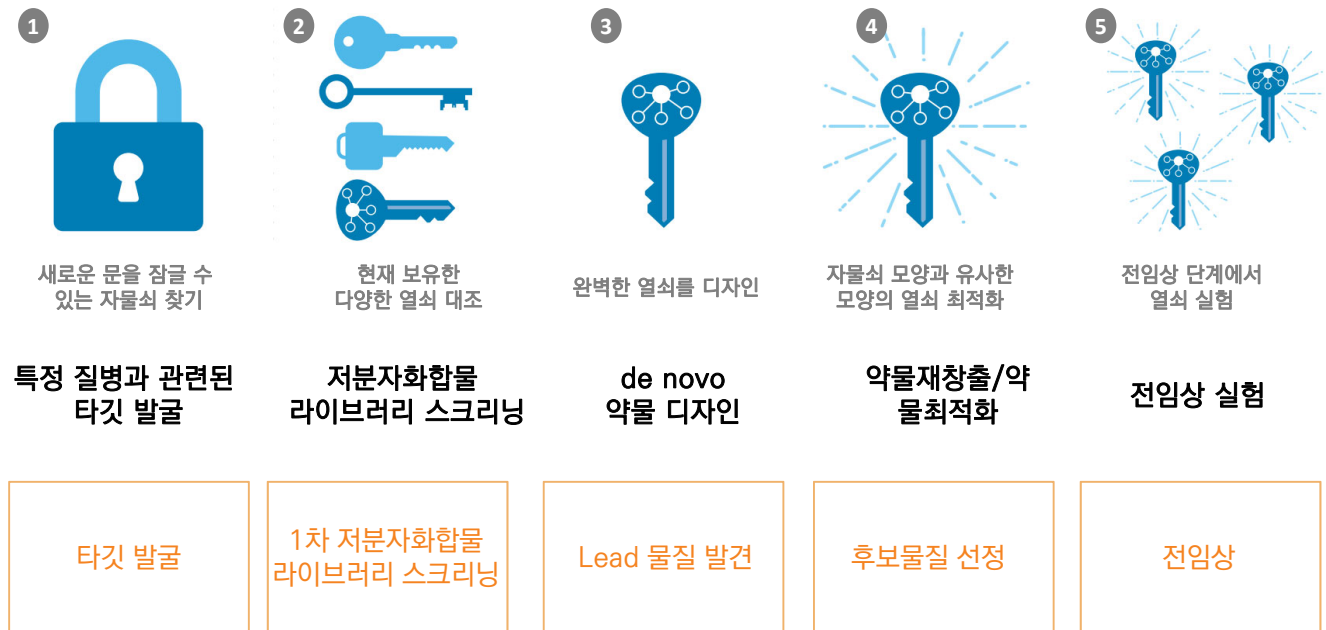 1
2
3
4
5
새로운 문을 잠글 수
있는 자물쇠 찾기
현재 보유한
다양한 열쇠 대조
완벽한 열쇠를 디자인
자물쇠 모양과 유사한
모양의 열쇠 최적화
전임상 단계에서
열쇠 실험
특정 질병과 관련된
타깃 발굴
저분자화합물
라이브러리 스크리닝
de novo
약물 디자인
약물재창출/약
물최적화
전임상 실험
타깃 발굴
1차 저분자화합물
라이브러리 스크리닝
Lead 물질 발견
후보물질 선정
전임상